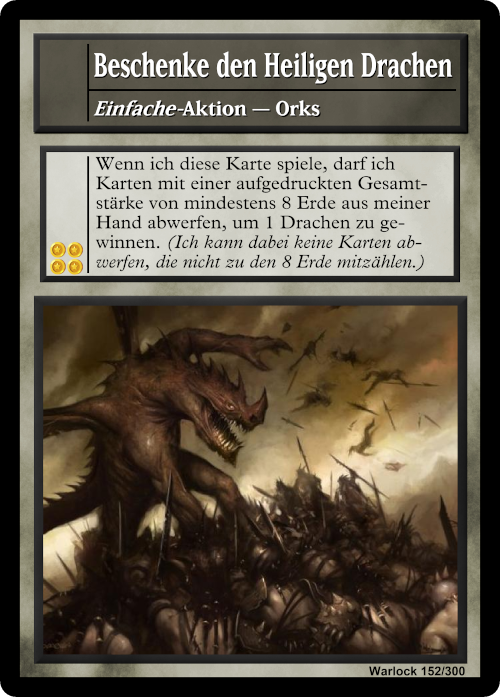 Beschenke den Heiligen Drachen
Einfache-Aktion — Orks
Wenn ich diese Karte spiele, darf ich
Karten mit einer aufgedruckten Gesamt-
stärke von mindestens 8 Erde aus meiner
Hand abwerfen, um 1 Drachen zu ge-
winnen. (Ich kann dabei keine Karten ab-
werfen, die nicht zu den 8 Erde mitzählen.)
Warlock 152/300